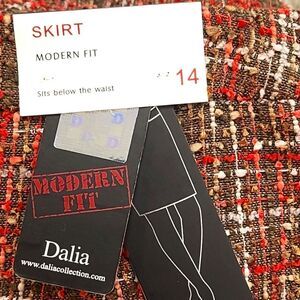 SKIRT
MODERN FIT
14
Sits below the waist
D D
D
MODERN
FIT
Dalia
www.daliacollection.com